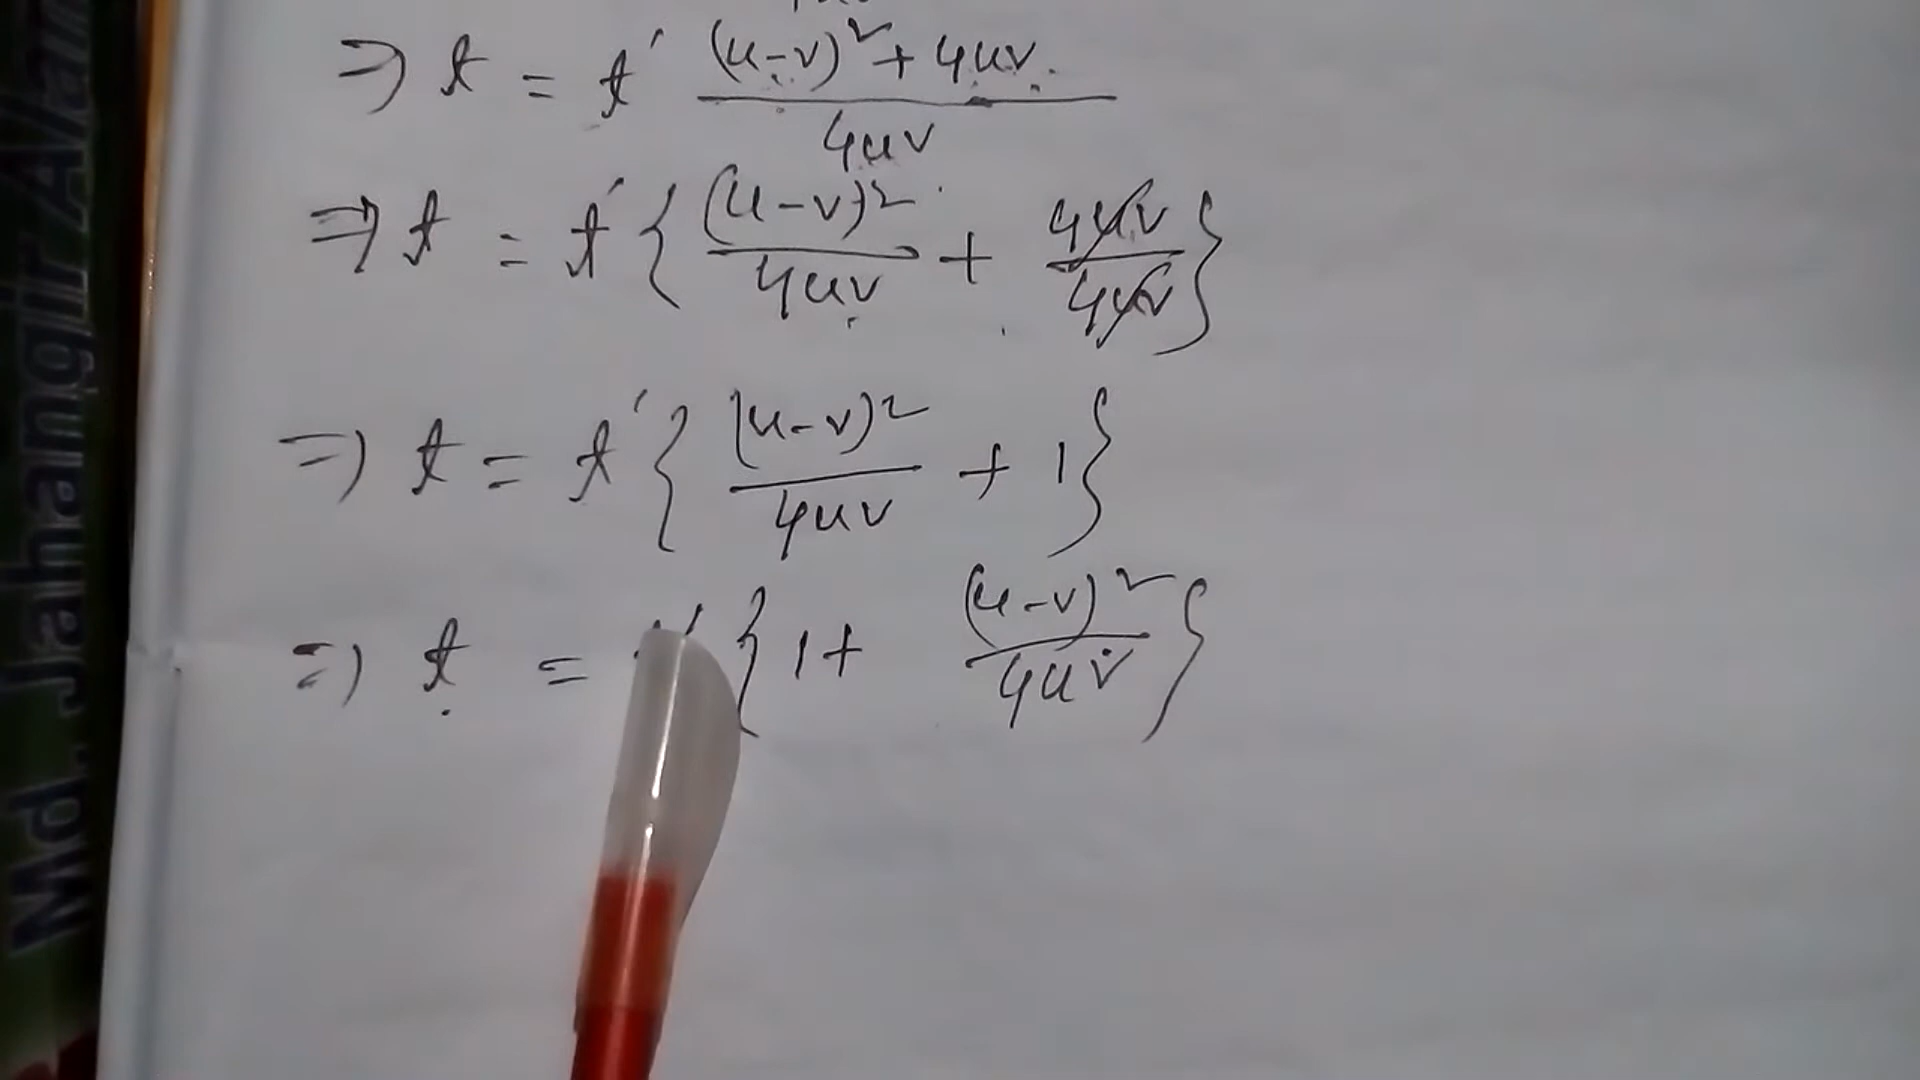 ⇒ t = t′ ((u-v)² + 4uv) / 4uv
⇒ t = t′ { (u-v)² / 4uv + 4uv / 4uv }
⇒ t = t′ { (u-v)² / 4uv + 1 }
⇒ t = ′ { 1 + (u-v)² / 4uv }
Md. Jahangir Alam